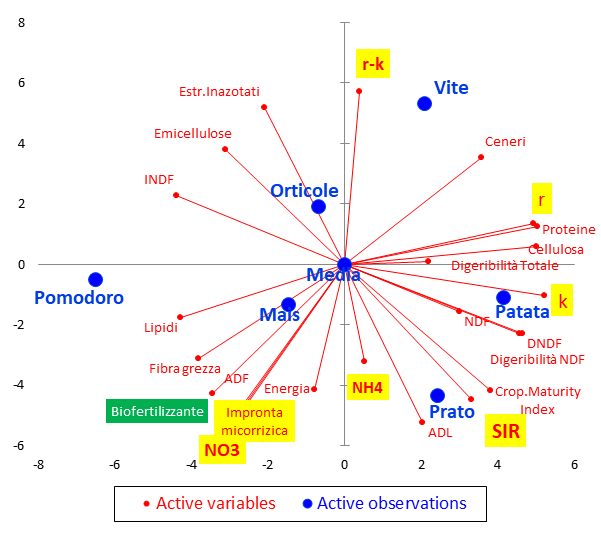 8
6
4
2
0
-2
-4
-6
-8
-6
-4
-2
0
2
4
6
r-k
Vite
Estr.Inazotati
Emicellulose
Ceneri
INDF
Orticole
r
Proteine
Cellulosa
Digeribilità Totale
Media
Pomodoro
Mais
Patata
k
Lipidi
NDF
DNDF
Digeribilità NDF
Fibra grezza
ADF
Energia
NH4
Crop.Maturity
Index
Biofertilizzante
Impronta
micorrizica
Prato
ADL
SIR
NO3
Active variables
Active observations